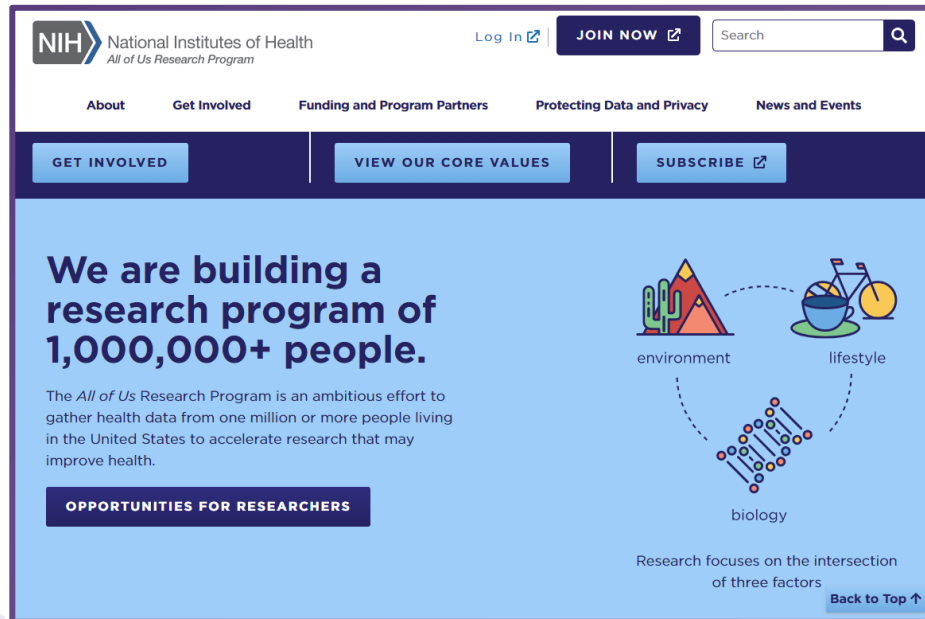 NIH National Institutes of Health
All of Us Research Program
Log In
JOIN NOW
Search
About
Get Involved
Funding and Program Partners
Protecting Data and Privacy
News and Events
GET INVOLVED
VIEW OUR CORE VALUES
SUBSCRIBE
We are building a
research program of
1,000,000+ people.
The All of Us Research Program is an ambitious effort to
gather health data from one million or more people living
in the United States to accelerate research that may
improve health.
OPPORTUNITIES FOR RESEARCHERS
environment
lifestyle
biology
Research focuses on the intersection
of three factors
Back to Top